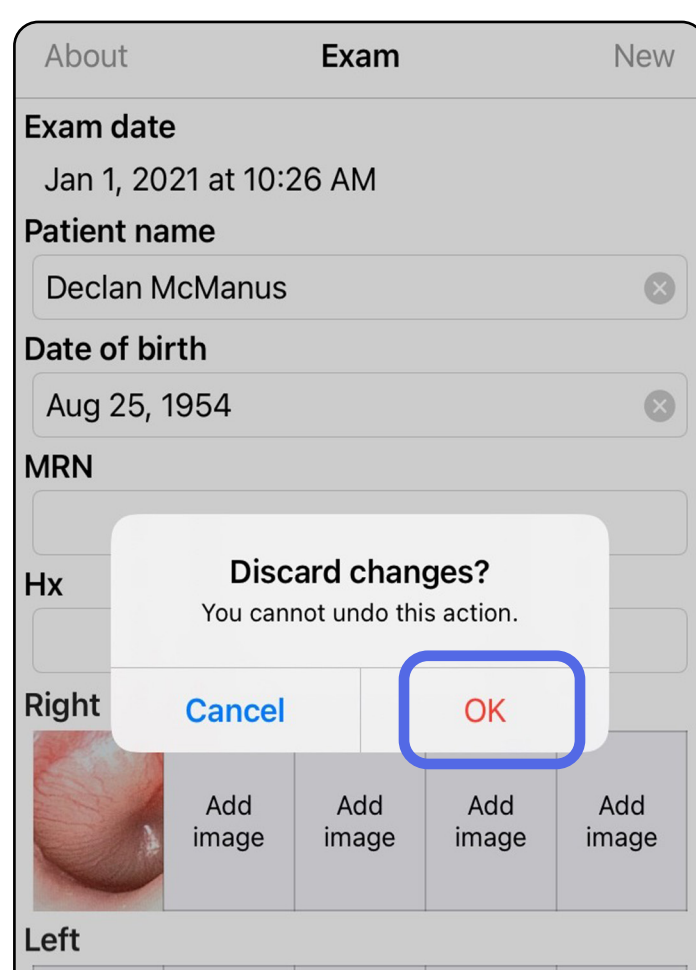 About Exam New
Exam date
Jan 1, 2021 at 10:26 AM
Patient name
Declan McManus
Date of birth
Aug 25, 1954
MRN
Discard changes?
You cannot undo this action.
Hx
Cancel OK
Right
Add image
Add image
Add image
Add image
Left